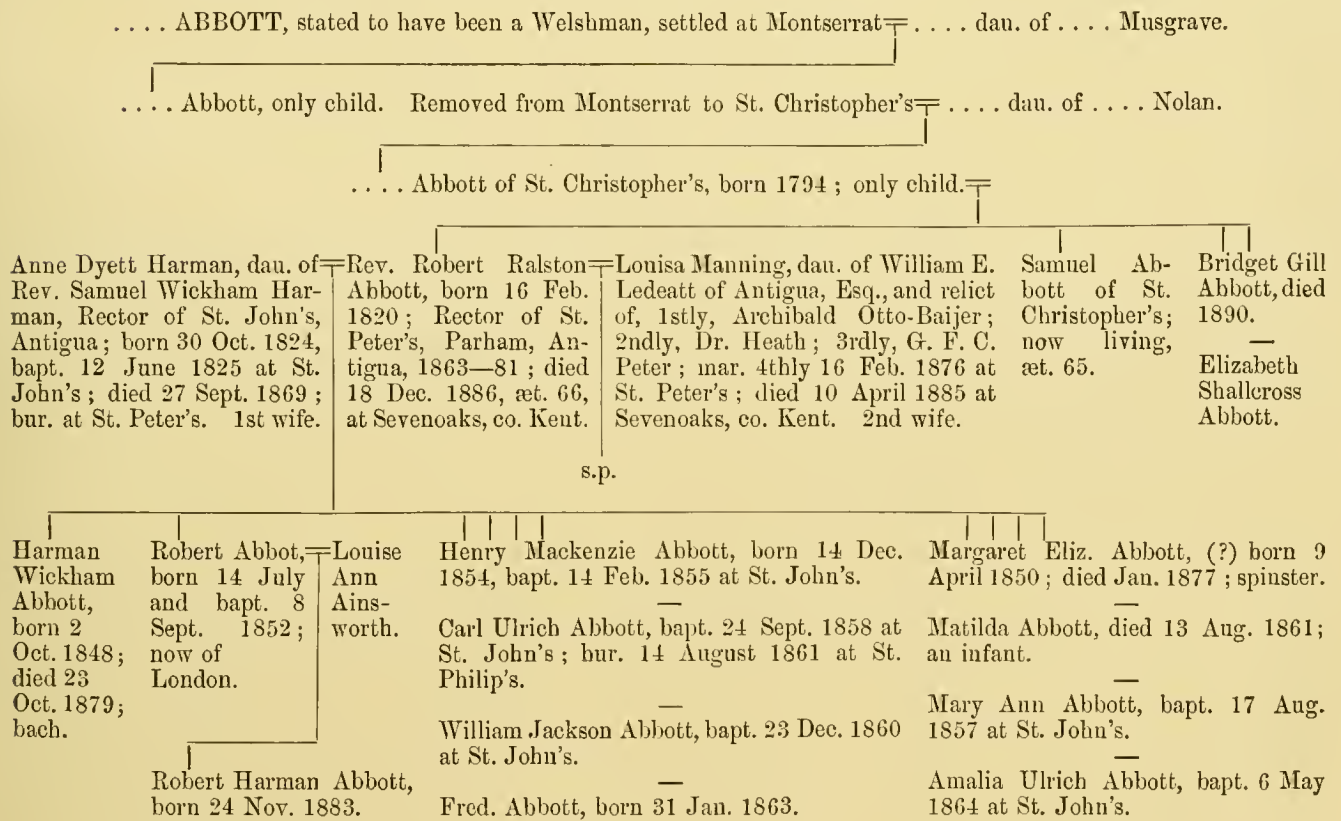 . . . . ABBOTT, stated to have been a Welshman, settled at Montserrat╤. . . . dau. of . . . . Musgrave.
. . . . Abbott, only child. Removed from Montserrat to St. Christopher's╤. . . . dau. of . . . . Nolan.
. . . . Abbott of St. Christopher's, born 1794 ; only child.╤
Anne Dyett Harman, dau. of╤
Rev. Samuel Wickham Har-
man, Rector of St. John's,
Antigua ; born 30 Oct. 1824,
bapt. 12 June 1825 at St.
John's ; died 27 Sept. 1869 ;
bur. at St. Peter's. 1st wife.
Rev. Robert Ralston╤
Abbott, born 16 Feb.
1820 ; Rector of St.
Peter's, Parham, An-
tigua, 1863—81 ; died
18 Dec. 1886, æt. 66,
at Sevenoaks, co. Kent.
Louisa Manning, dau. of William E.
Ledeatt of Antigua, Esq., and relict
of, 1stly, Archibald Otto-Baijer ;
2ndly, Dr. Heath ; 3rdly, G. F. C.
Peter ; mar. 4thly 16 Feb. 1876 at
St. Peter's ; died 10 April 1885 at
Sevenoaks, co. Kent. 2nd wife.
s.p.
Samuel Ab-
bott of St.
Christopher's ;
now living,
æt. 65.
Bridget Gill
Abbott, died
1890.
—
Elizabeth
Shallcross
Abbott.
Harman
Wickham
Abbott,
born 2
Oct. 1848 ;
died 23
Oct. 1879 ;
bach.
Robert Abbot,╤
born 14 July
and bapt. 8
Sept. 1852 ;
now of
London.
Louise
Ann
Ains-
worth.
Robert Harman Abbott,
born 24 Nov. 1883.
Henry Mackenzie Abbott, born 14 Dec.
1854, bapt. 14 Feb. 1855 at St. John's.
—
Carl Ulrich Abbott, bapt. 24 Sept. 1858 at
St. John's ; bur. 14 August 1861 at St.
Philip's.
—
William Jackson Abbott, bapt. 23 Dec. 1860
at St. John's.
—
Fred. Abbott, born 31 Jan. 1863.
Margaret Eliz. Abbott, (?) born 9
April 1850 ; died Jan. 1877 ; spinster.
—
Matilda Abbott, died 13 Aug. 1861 ;
an infant.
—
Mary Ann Abbott, bapt. 17 Aug.
1857 at St. John's.
—
Amalia Ulrich Abbott, bapt. 6 May
1864 at St. John's.